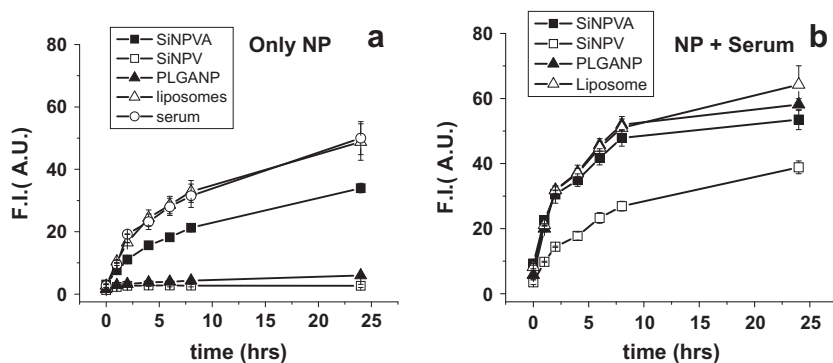 a
Only NP
SiNPVA
SiNPV
PLGANP
liposomes
serum
80
60
40
20
0
F.I.( A.U.)
0 5 10 15 20 25
time (hrs)
b
NP + Serum
SiNPVA
SiNPV
PLGANP
Liposome
80
60
40
20
0
F.I.( A.U.)
0 5 10 15 20 25
time (hrs)